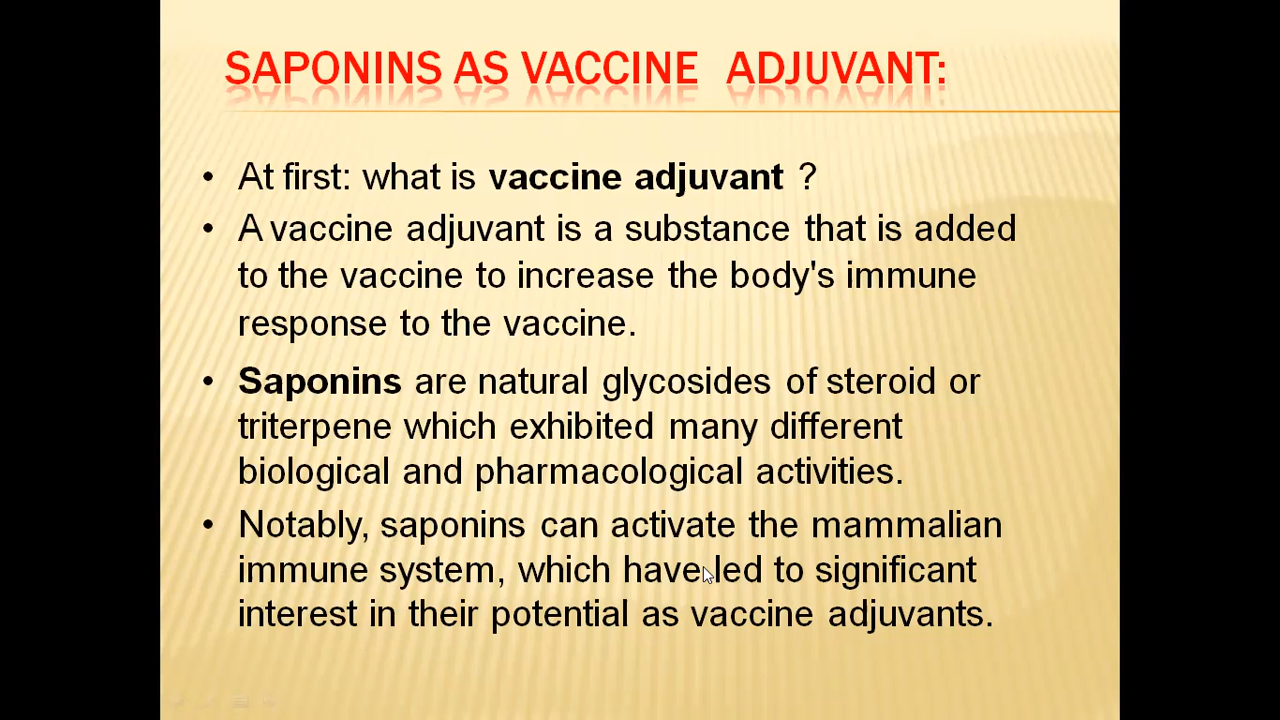 SAPONINS AS VACCINE ADJUVANT:
• At first: what is vaccine adjuvant ?
• A vaccine adjuvant is a substance that is added
to the vaccine to increase the body's immune
response to the vaccine.
• Saponins are natural glycosides of steroid or
triterpene which exhibited many different
biological and pharmacological activities.
• Notably, saponins can activate the mammalian
immune system, which have led to significant
interest in their potential as vaccine adjuvants.